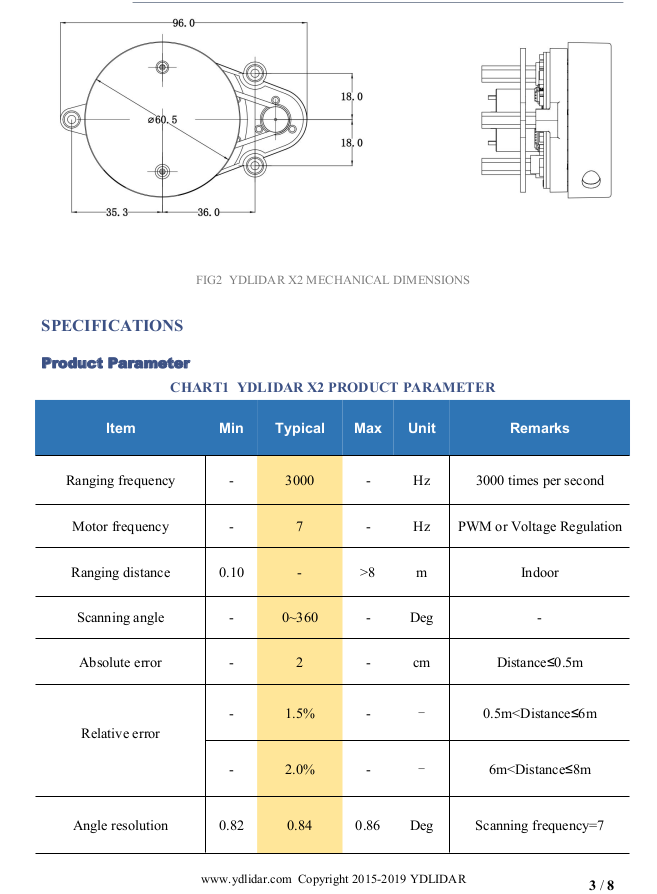 96.0
⌀60.5
18.0
18.0
35.3 36.0
FIG2 YDLIDAR X2 MECHANICAL DIMENSIONS
SPECIFICATIONS
Product Parameter
CHART1 YDLIDAR X2 PRODUCT PARAMETER
Item Min Typical Max Unit Remarks
Ranging frequency - 3000 - Hz 3000 times per second
Motor frequency - 7 - Hz PWM or Voltage Regulation
Ranging distance 0.10 - >8 m Indoor
Scanning angle - 0~360 - Deg -
Absolute error - 2 - cm Distance≤0.5m
Relative error
- 1.5% - − 0.5m<Distance≤6m
- 2.0% - − 6m<Distance≤8m
Angle resolution 0.82 0.84 0.86 Deg Scanning frequency=7
www.ydlidar.com Copyright 2015-2019 YDLIDAR
3 / 8